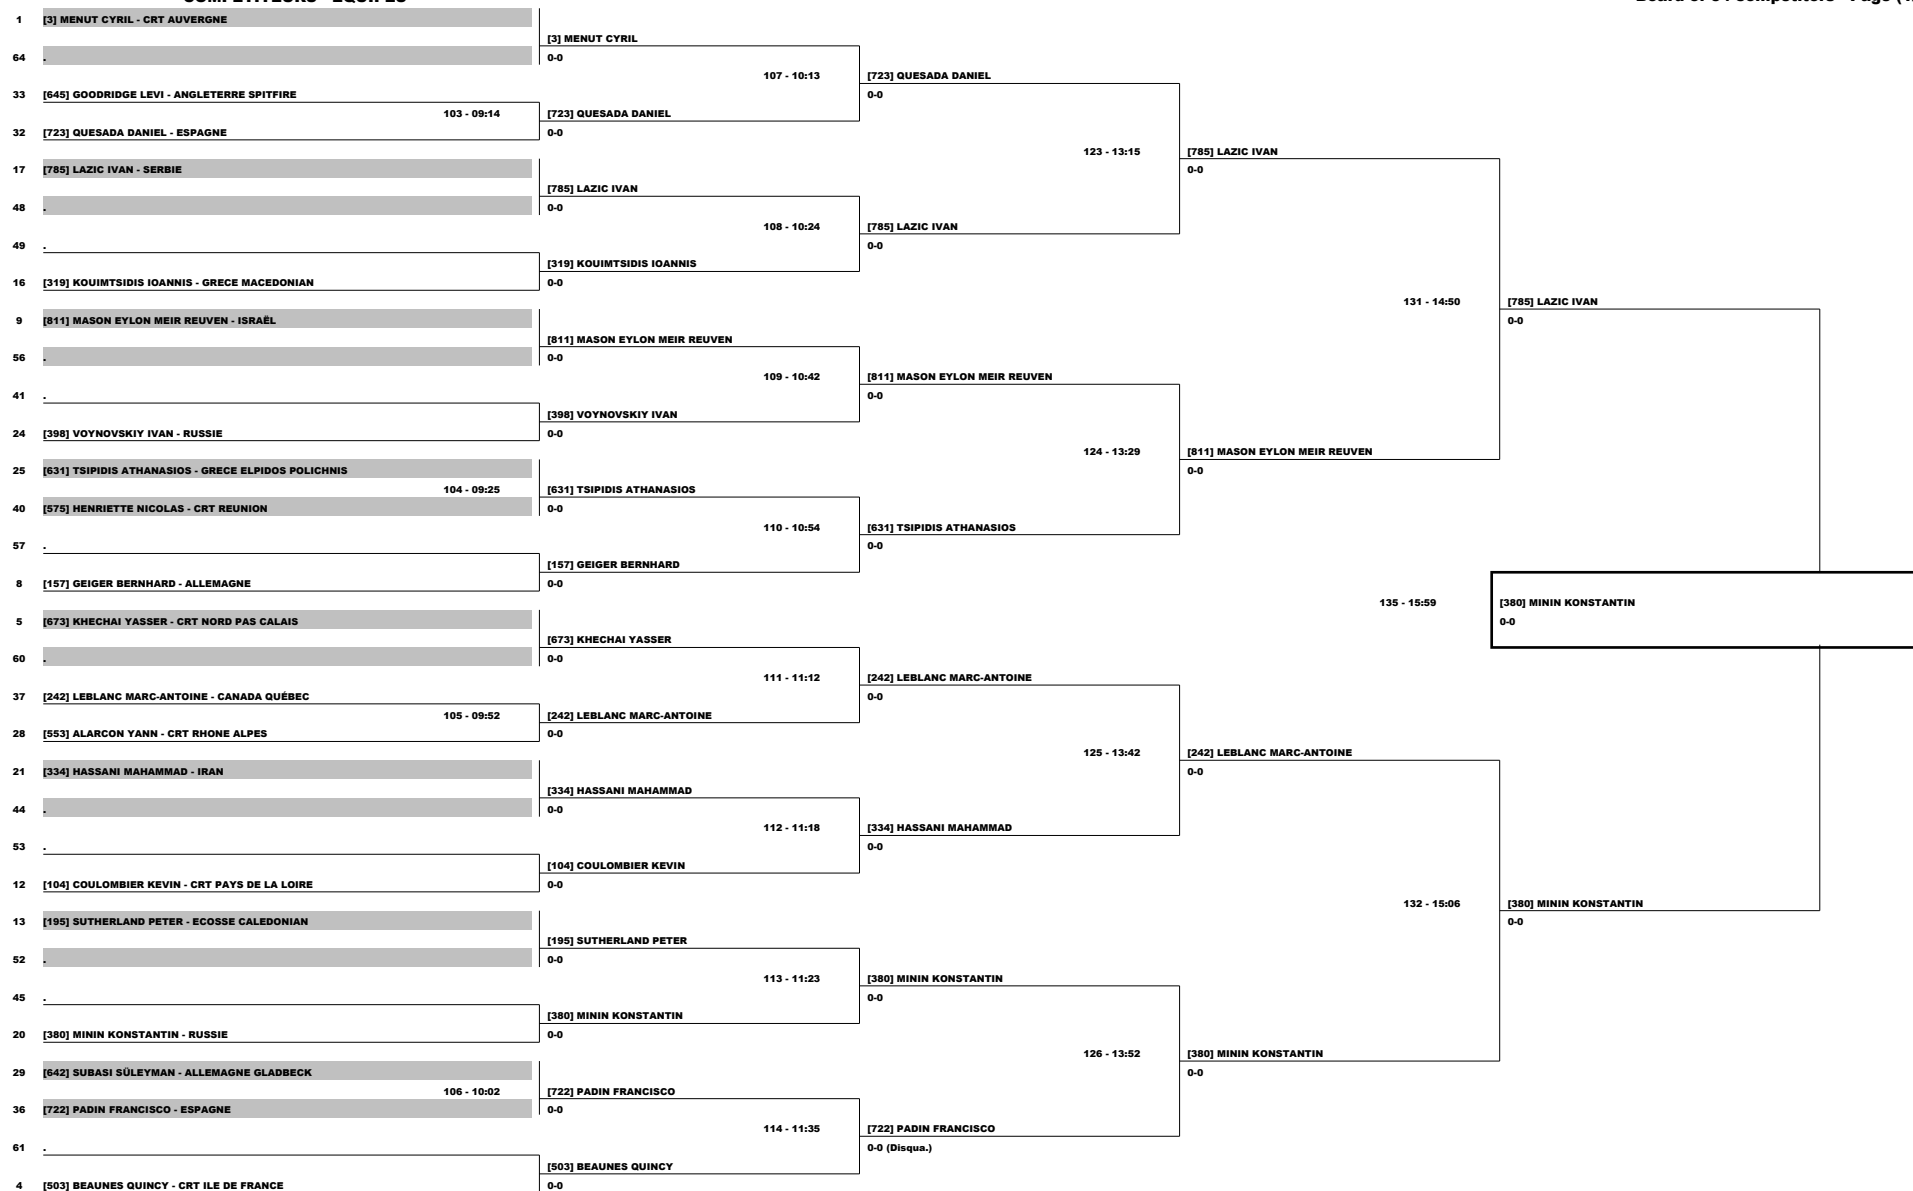 1 [3] MENUT CYRIL - CRT AUVERGNE
[3] MENUT CYRIL
64 . 0-0
107 - 10:13 [723] QUESADA DANIEL
33 [645] GOODRIDGE LEVI - ANGLETERRE SPITFIRE 0-0
103 - 09:14 [723] QUESADA DANIEL
32 [723] QUESADA DANIEL - ESPAGNE 0-0
123 - 13:15 [785] LAZIC IVAN
17 [785] LAZIC IVAN - SERBIE 0-0
[785] LAZIC IVAN
48 . 0-0
108 - 10:24 [785] LAZIC IVAN
49 . 0-0
[319] KOUIMTSIDIS IOANNIS
16 [319] KOUIMTSIDIS IOANNIS - GRECE MACEDONIAN 0-0
131 - 14:50 [785] LAZIC IVAN
9 [811] MASON EYLON MEIR REUVEN - ISRAËL 0-0
[811] MASON EYLON MEIR REUVEN
56 . 0-0
109 - 10:42 [811] MASON EYLON MEIR REUVEN
41 . 0-0
[398] VOYNOVSKIY IVAN
24 [398] VOYNOVSKIY IVAN - RUSSIE 0-0
124 - 13:29 [811] MASON EYLON MEIR REUVEN
25 [631] TSIPIDIS ATHANASIOS - GRECE ELPIDOS POLICHNIS 0-0
104 - 09:25 [631] TSIPIDIS ATHANASIOS
40 [575] HENRIETTE NICOLAS - CRT REUNION 0-0
110 - 10:54 [631] TSIPIDIS ATHANASIOS
57 . 0-0
[157] GEIGER BERNHARD
8 [157] GEIGER BERNHARD - ALLEMAGNE 0-0
135 - 15:59 [380] MININ KONSTANTIN
5 [673] KHECHAI YASSER - CRT NORD PAS CALAIS 0-0
[673] KHECHAI YASSER
60 . 0-0
111 - 11:12 [242] LEBLANC MARC-ANTOINE
37 [242] LEBLANC MARC-ANTOINE - CANADA QUÉBEC 0-0
105 - 09:52 [242] LEBLANC MARC-ANTOINE
28 [553] ALARCON YANN - CRT RHONE ALPES 0-0
125 - 13:42 [242] LEBLANC MARC-ANTOINE
21 [334] HASSANI MAHAMMAD - IRAN 0-0
[334] HASSANI MAHAMMAD
44 . 0-0
112 - 11:18 [334] HASSANI MAHAMMAD
53 . 0-0
[104] COULOMBIER KEVIN
12 [104] COULOMBIER KEVIN - CRT PAYS DE LA LOIRE 0-0
132 - 15:06 [380] MININ KONSTANTIN
13 [195] SUTHERLAND PETER - ECOSSE CALEDONIAN 0-0
[195] SUTHERLAND PETER
52 . 0-0
113 - 11:23 [380] MININ KONSTANTIN
45 . 0-0
[380] MININ KONSTANTIN
20 [380] MININ KONSTANTIN - RUSSIE 0-0
126 - 13:52 [380] MININ KONSTANTIN
29 [642] SUBASI SÜLEYMAN - ALLEMAGNE GLADBECK 0-0
106 - 10:02 [722] PADIN FRANCISCO
36 [722] PADIN FRANCISCO - ESPAGNE 0-0
114 - 11:35 [722] PADIN FRANCISCO
61 . 0-0 (Disqua.)
[503] BEAUNES QUINCY
4 [503] BEAUNES QUINCY - CRT ILE DE FRANCE 0-0